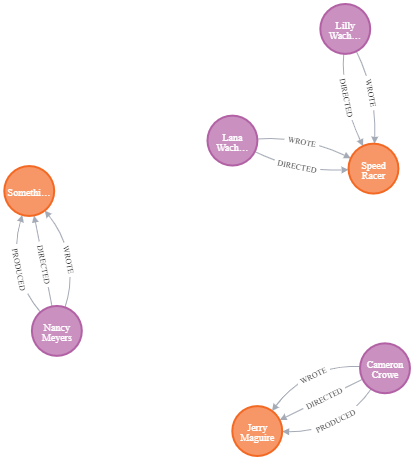 Lilly
Wach…
DIRECTED
WROTE
Lana
Wach…
WROTE
DIRECTED
Speed
Racer
Somethi…
PRODUCED
DIRECTED
WROTE
Nancy
Meyers
Cameron
Crowe
WROTE
DIRECTED
PRODUCED
Jerry
Maguire